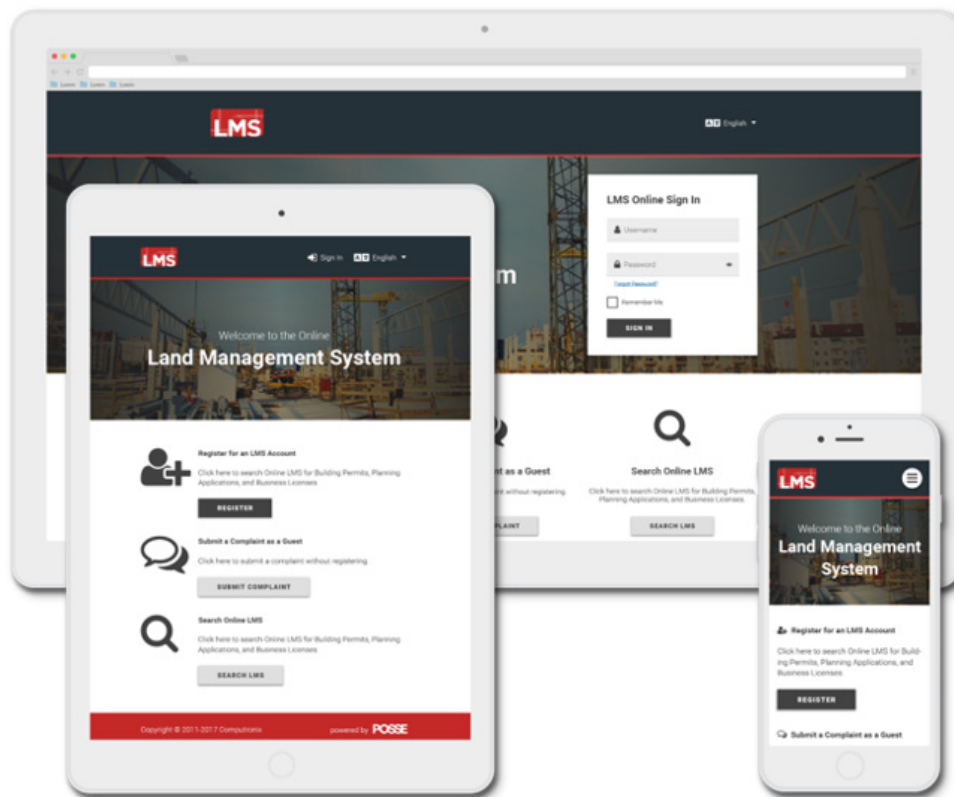 LMS
English
LMS Online Sign In
Username
Password
Forgot Password?
Remember Me
SIGN IN
Search Online LMS
Click here to search Online LMS for Building Permits,
Planning Applications, and Business Licenses.
SEARCH LMS
nt as a Guest
int without registering.
PLAINT
m
LMS
Sign In English
Welcome to the Online
Land Management System
Register for an LMS Account
Click here to search Online LMS for Building Permits, Planning
Applications, and Business Licenses.
REGISTER
Submit a Complaint as a Guest
Click here to submit a complaint without registering.
SUBMIT COMPLAINT
Search Online LMS
Click here to search Online LMS for Building Permits, Planning
Applications, and Business Licenses.
SEARCH LMS
Copyright © 2011-2017 Computronix
powered by POSSE
LMS
Welcome to the Online
Land Management
System
Register for an LMS Account
Click here to search Online LMS for Build-
ing Permits, Planning Applications, and
Business Licenses.
REGISTER
Submit a Complaint as a Guest